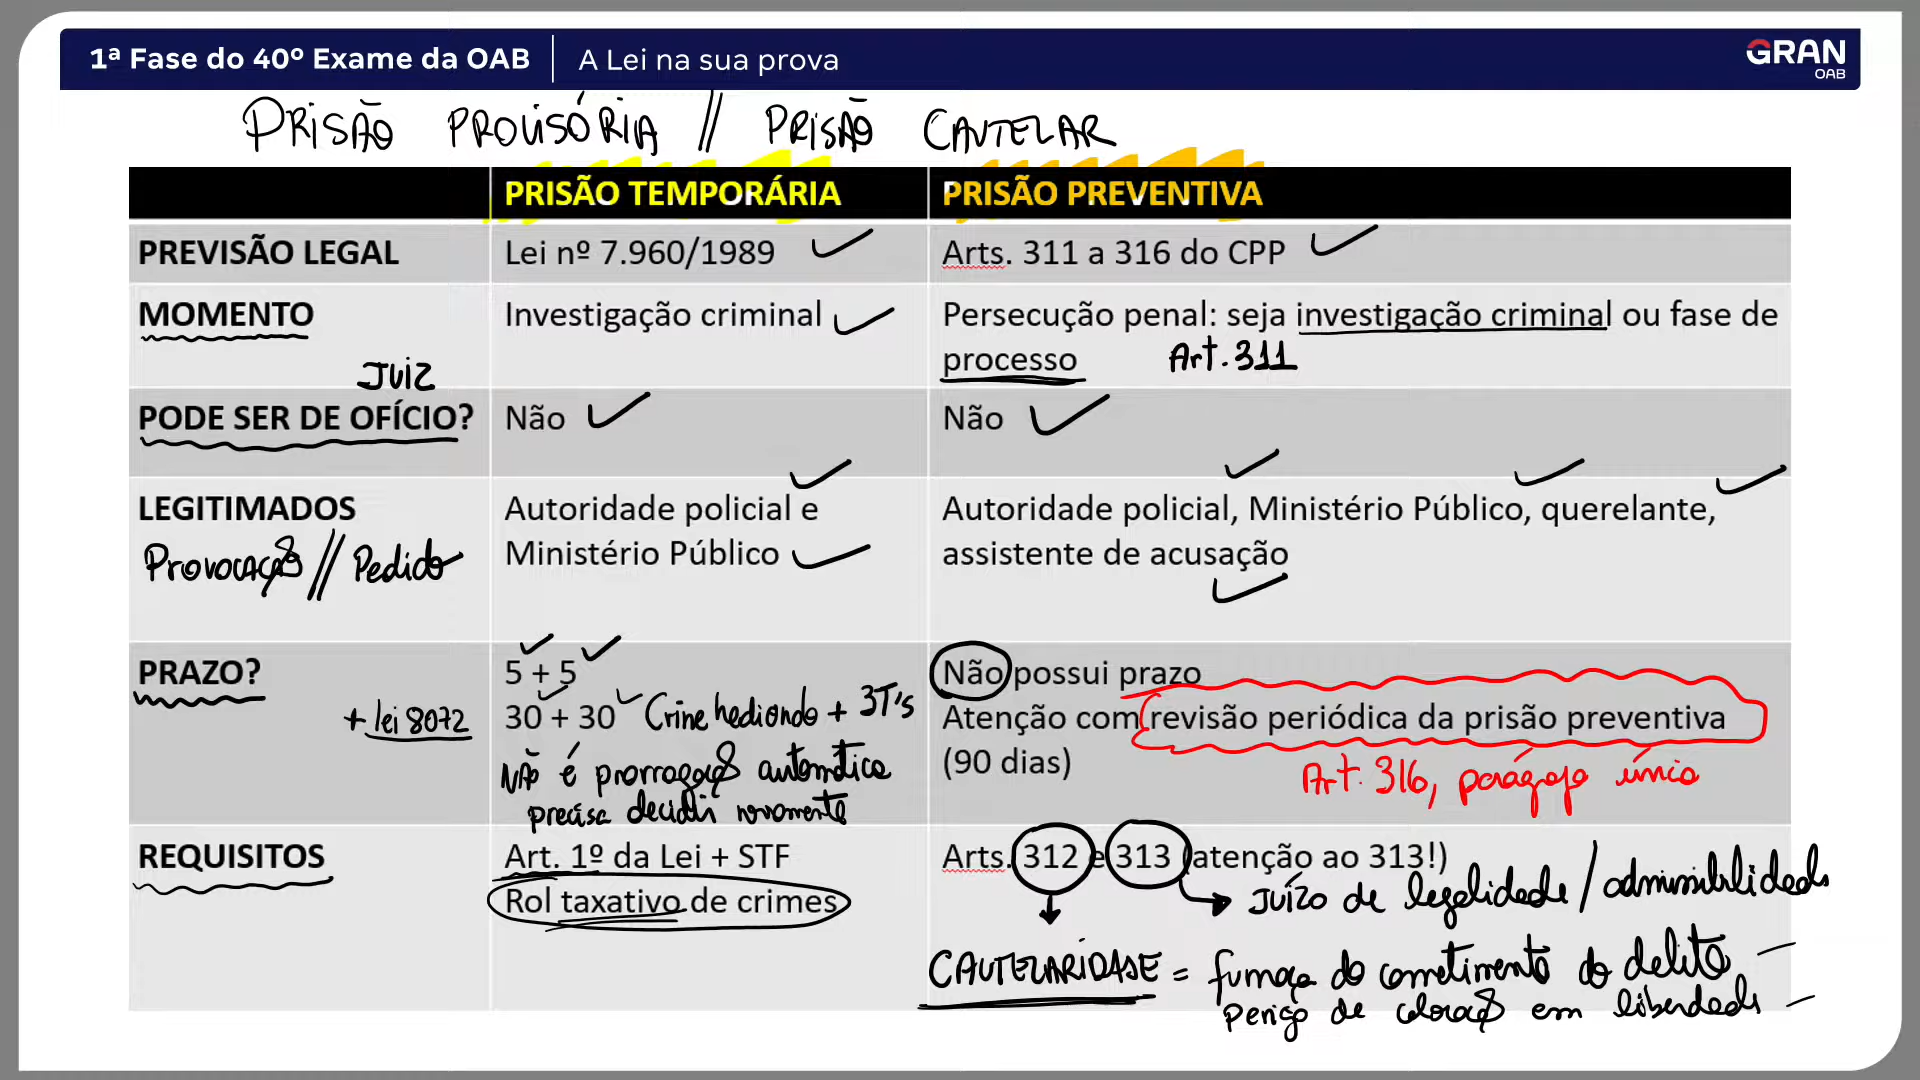 1ª Fase do 40º Exame da OAB | A Lei na sua prova
GRAN
OAB
PRISÃO PROVISÓRIA // PRISÃO CAUTELAR
PRISÃO TEMPORÁRIA PRISÃO PREVENTIVA
PREVISÃO LEGAL Lei nº 7.960/1989 Arts. 311 a 316 do CPP
MOMENTO Investigação criminal Persecução penal: seja investigação criminal ou fase de
processo Art. 311
Juiz
PODE SER DE OFÍCIO? Não Não
LEGITIMADOS Autoridade policial e Autoridade policial, Ministério Público, querelante,
Provocação // Pedido Ministério Público assistente de acusação
PRAZO? 5 + 5 Não possui prazo
+ lei 8072 30 + 30 Crime hediondo + 3T's Atenção com revisão periódica da prisão preventiva
Não é prorrogação automática (90 dias) Art. 316, parágrafo único
precisa decidir novamente
REQUISITOS Art. 1º da Lei + STF Arts. 312 e 313 (atenção ao 313!)
Rol taxativo de crimes Juízo de legalidade / admissibilidade
CAUTELARIDADE = fumaça do cometimento do delito
perigo de colocação em liberdade